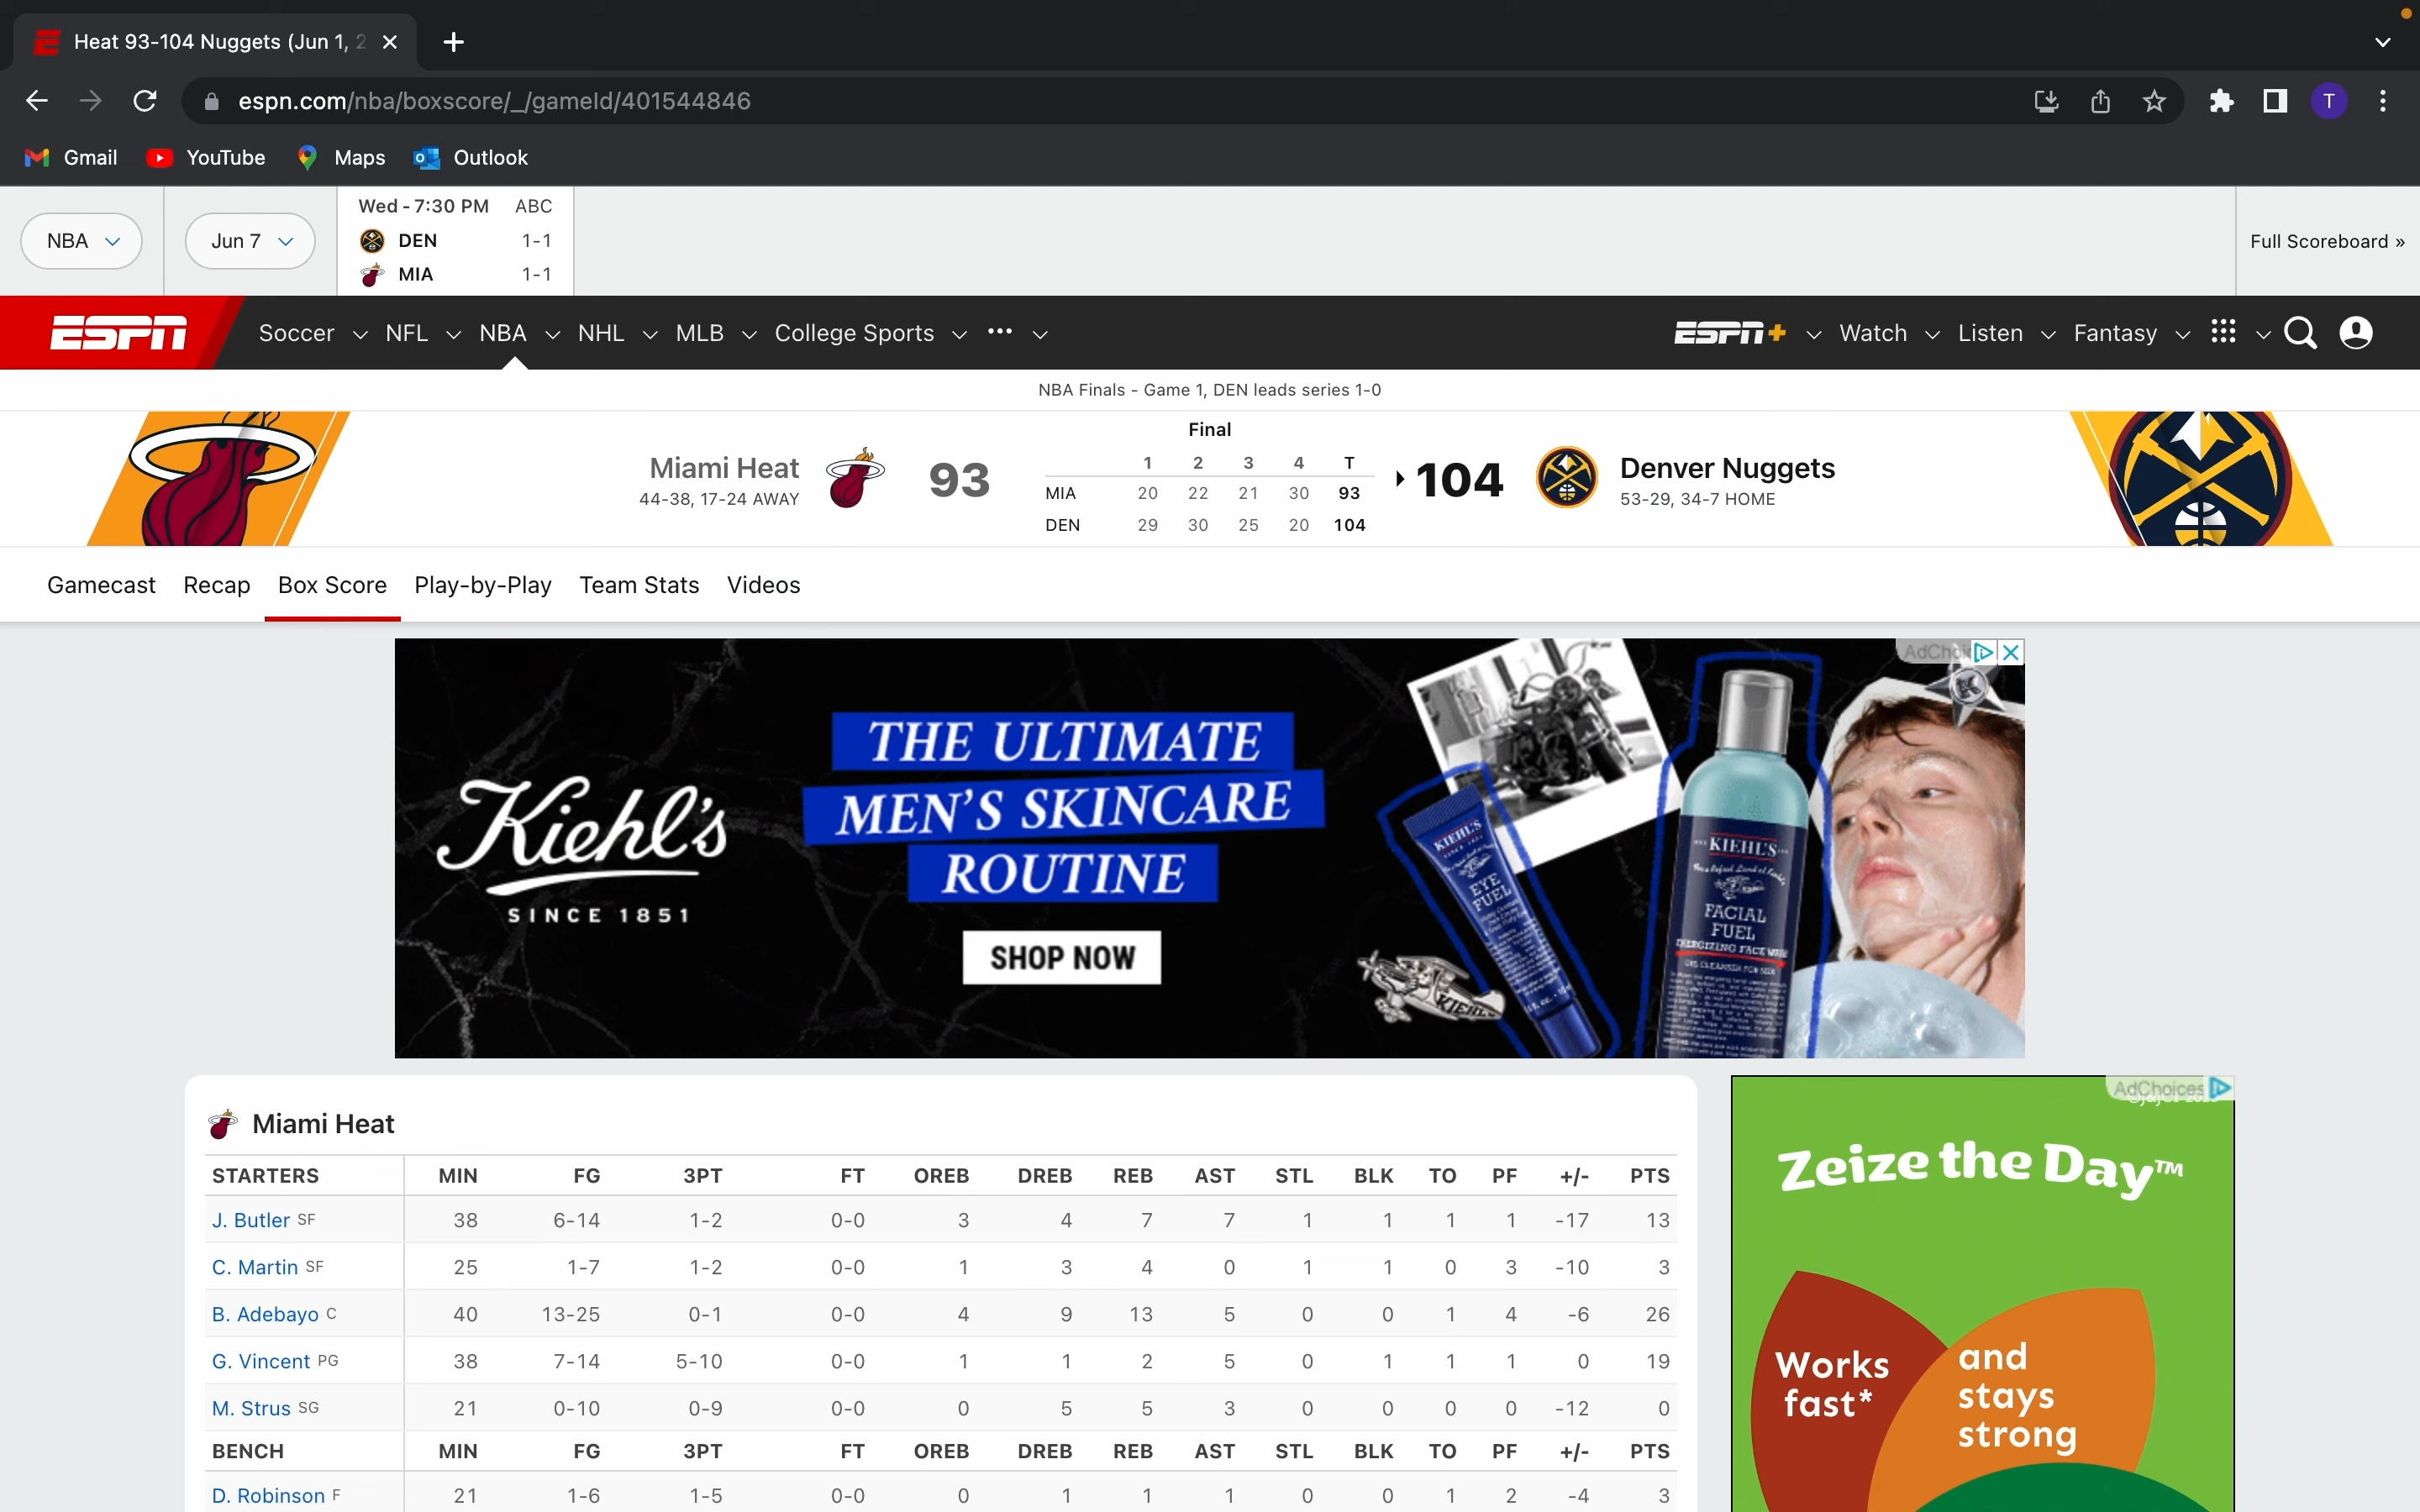 Heat 93-104 Nuggets (Jun 1, 2
espn.com/nba/boxscore/_/gameId/401544846
T
Gmail YouTube Maps Outlook
NBA
Jun 7
Wed - 7:30 PM ABC
DEN 1-1
MIA 1-1
Full Scoreboard »
ESPN Soccer NFL NBA NHL MLB College Sports ••• ESPN+ Watch Listen Fantasy
NBA Finals - Game 1, DEN leads series 1-0
Miami Heat
44-38, 17-24 AWAY
93
Final
1 2 3 4 T
MIA 20 22 21 30 93
DEN 29 30 25 20 104
104
Denver Nuggets
53-29, 34-7 HOME
Gamecast Recap Box Score Play-by-Play Team Stats Videos
Kiehl's
SINCE 1851
THE ULTIMATE
MEN'S SKINCARE
ROUTINE
SHOP NOW
KIEHL'S
EYE
FUEL
KIEHL'S
FACIAL
FUEL
ENERGIZING FACE WASH
KIEHL'S
Miami Heat
STARTERS MIN FG 3PT FT OREB DREB REB AST STL BLK TO PF +/- PTS
J. Butler SF 38 6-14 1-2 0-0 3 4 7 7 1 1 1 1 -17 13
C. Martin SF 25 1-7 1-2 0-0 1 3 4 0 1 1 0 3 -10 3
B. Adebayo C 40 13-25 0-1 0-0 4 9 13 5 0 0 1 4 -6 26
G. Vincent PG 38 7-14 5-10 0-0 1 1 2 5 0 1 1 1 0 19
M. Strus SG 21 0-10 0-9 0-0 0 5 5 3 0 0 0 0 -12 0
BENCH MIN FG 3PT FT OREB DREB REB AST STL BLK TO PF +/- PTS
D. Robinson F 21 1-6 1-5 0-0 0 1 1 1 0 0 1 2 -4 3
AdChoices
Zeize the Day™
Works
fast*
and
stays
strong